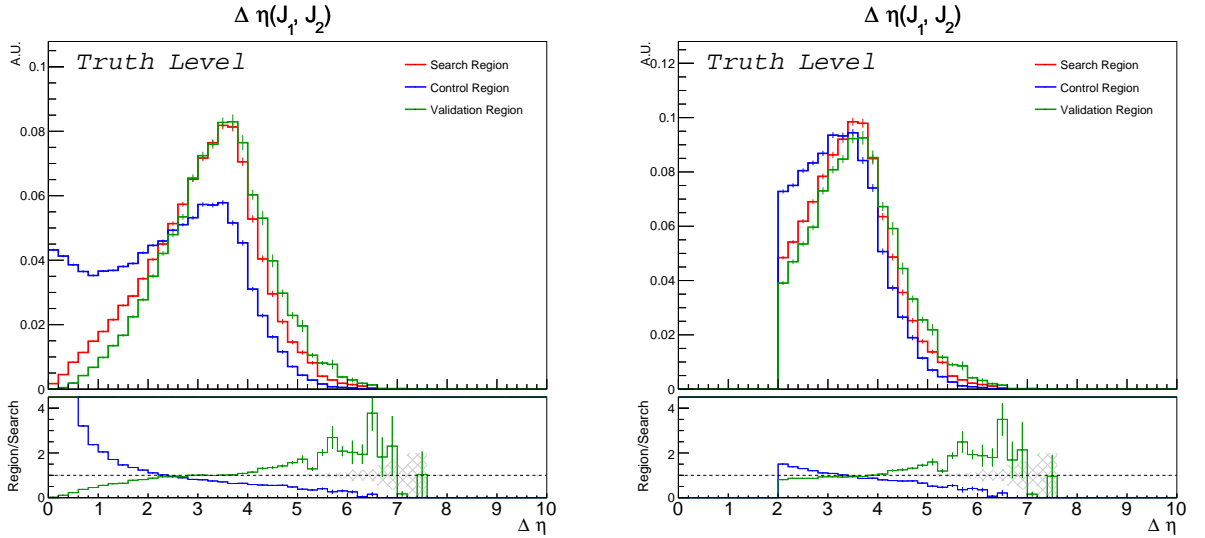 Δ η(J₁, J₂)
A.U.
Truth Level
Search Region
Control Region
Validation Region
0.1
0.08
0.06
0.04
0.02
0
Region/Search
4
2
0
0 1 2 3 4 5 6 7 8 9 10
Δ η
Δ η(J₁, J₂)
A.U.
Truth Level
Search Region
Control Region
Validation Region
0.12
0.1
0.08
0.06
0.04
0.02
0
Region/Search
4
2
0
0 1 2 3 4 5 6 7 8 9 10
Δ η